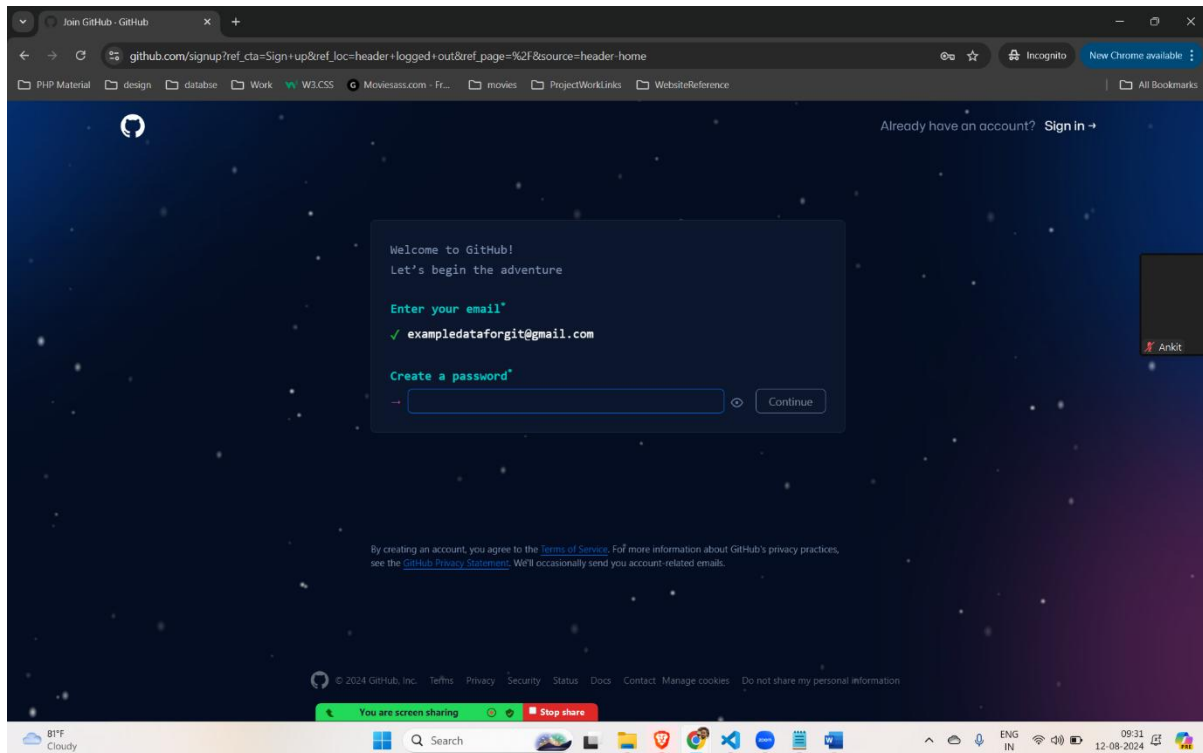 Join GitHub · GitHub
github.com/signup?ref_cta=Sign+up&ref_loc=header+logged+out&ref_page=%2F&source=header-home
Incognito
New Chrome available
PHP Material
design
databse
Work
W3.CSS
Moviesass.com - Fr...
movies
ProjectWorkLinks
WebsiteReference
All Bookmarks
Already have an account? Sign in →
Welcome to GitHub!
Let's begin the adventure
Enter your email*
✓ exampledataforgit@gmail.com
Ankit
Create a password*
→
Continue
By creating an account, you agree to the Terms of Service. For more information about GitHub's privacy practices,
see the GitHub Privacy Statement. We'll occasionally send you account-related emails.
© 2024 GitHub, Inc. Terms Privacy Security Status Docs Contact Manage cookies Do not share my personal information
You are screen sharing
Stop share
81°F
Cloudy
Search
zoom
ENG
IN
09:31
12-08-2024